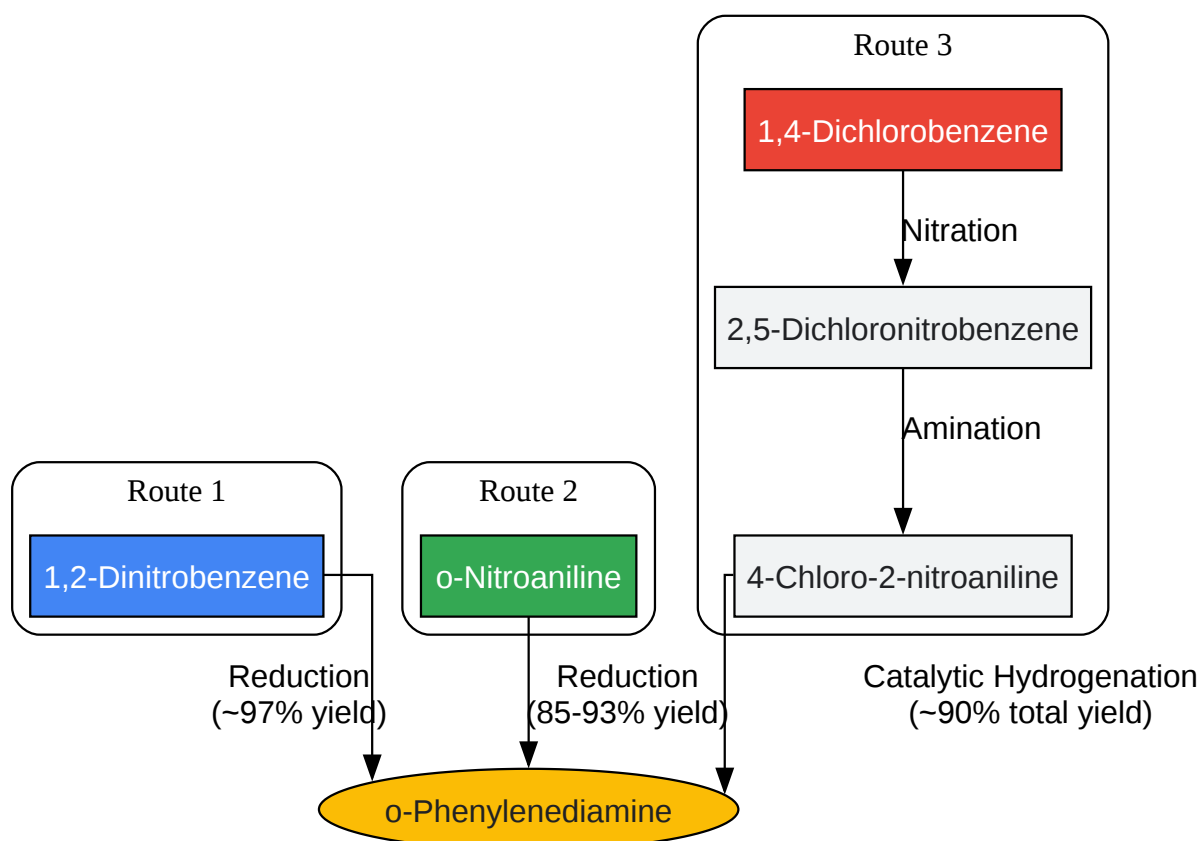 Route 3
1,4-Dichlorobenzene
Nitration
2,5-Dichloronitrobenzene
Amination
Route 1
Route 2
1,2-Dinitrobenzene
o-Nitroaniline
4-Chloro-2-nitroaniline
Reduction
(~97% yield)
Reduction
(85-93% yield)
Catalytic Hydrogenation
(~90% total yield)
o-Phenylenediamine